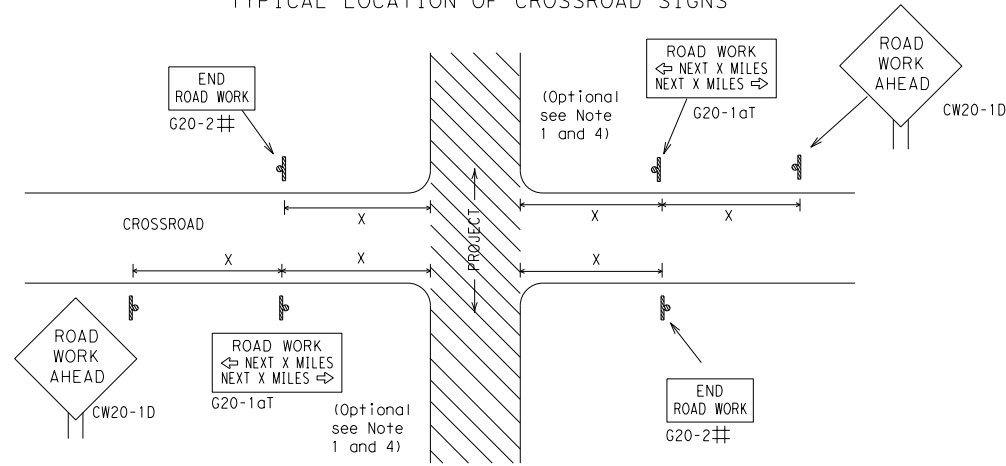 TYPICAL LOCATION OF CROSSROAD SIGNS
ROAD
WORK
AHEAD
CW20-1D
ROAD WORK
⇦ NEXT X MILES
NEXT X MILES ⇨
G20-1aT
(Optional
see Note
1 and 4)
END
ROAD WORK
G20-2#
X
X
X
CROSSROAD
PROJECT
X
X
X
ROAD
WORK
AHEAD
CW20-1D
ROAD WORK
⇦ NEXT X MILES
NEXT X MILES ⇨
G20-1aT
(Optional
see Note
1 and 4)
END
ROAD WORK
G20-2#